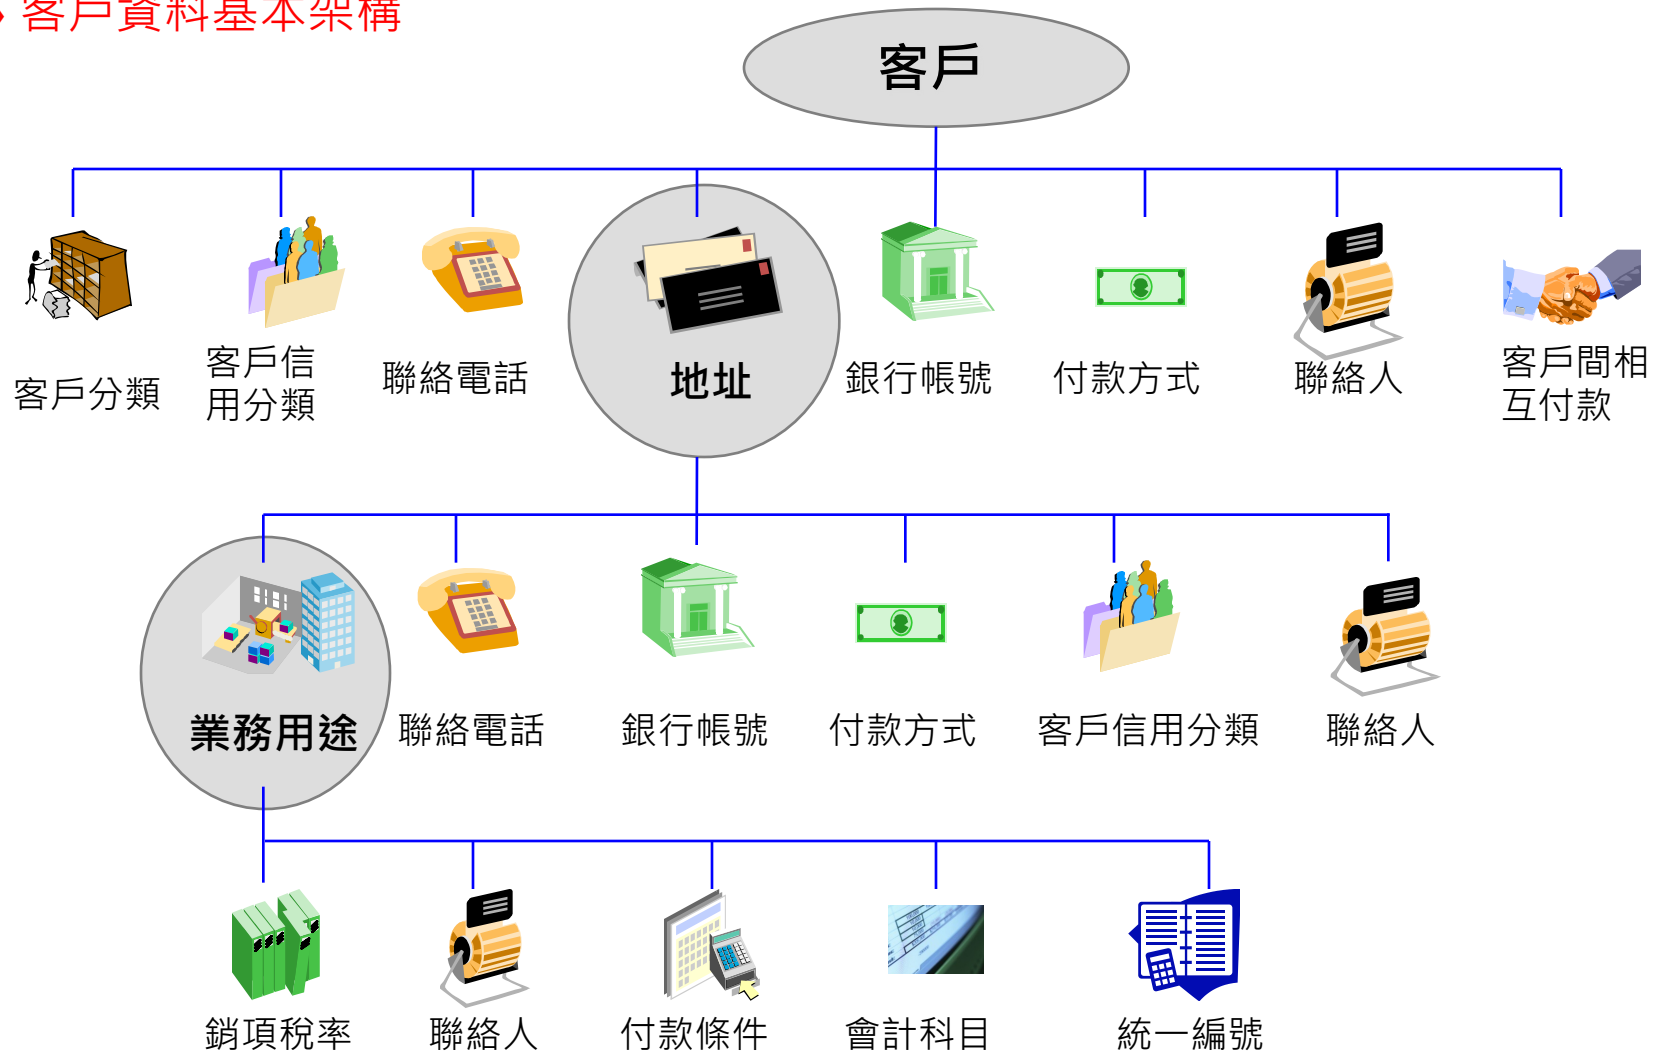 客戶資料基本架構
客戶
客戶分類
客戶信
用分類
聯絡電話
地址
銀行帳號
付款方式
聯絡人
客戶間相
互付款
業務用途
聯絡電話
銀行帳號
付款方式
客戶信用分類
聯絡人
銷項稅率
聯絡人
付款條件
會計科目
統一編號